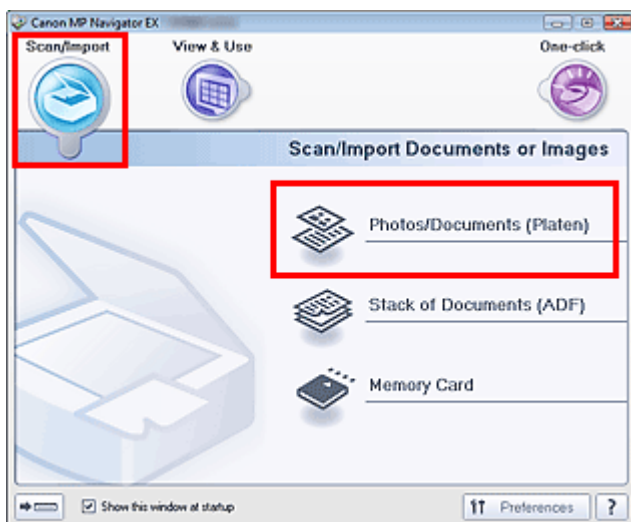 Canon MP Navigator EX
Scan/Import View & Use One-click
Scan/Import Documents or Images
Photos/Documents (Platen)
Stack of Documents (ADF)
Memory Card
Show this window at startup Preferences ?